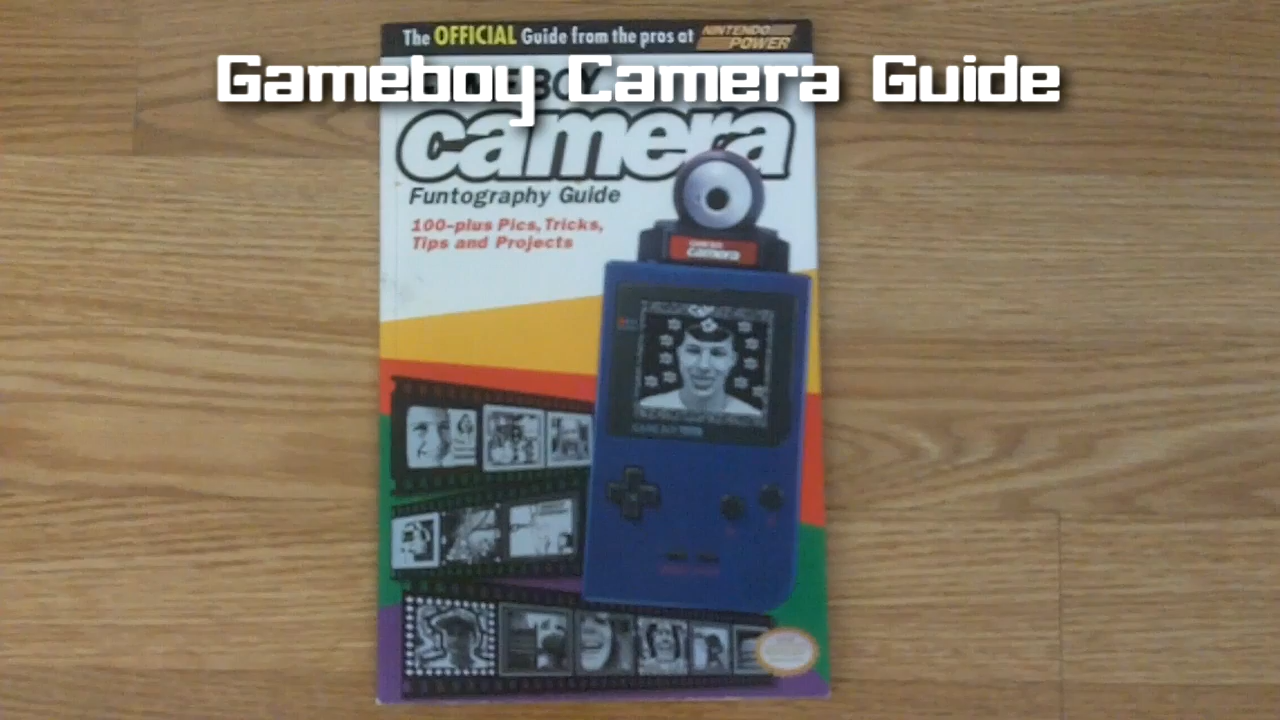 The OFFICIAL Guide from the pros at NINTENDO POWER
Gameboy Camera Guide
camera
Funtography Guide
100-plus Pics, Tricks,
Tips and Projects
camera